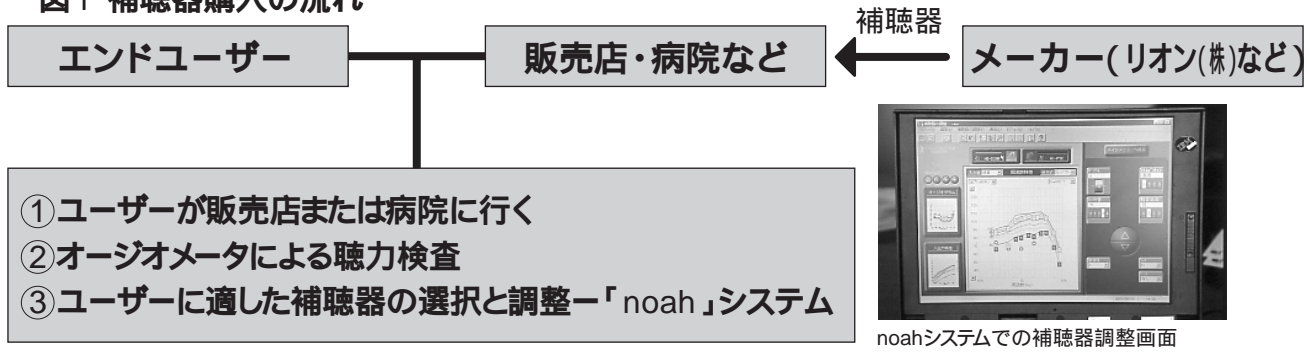 図1 補聴器購入の流れ
エンドユーザー
販売店・病院など
補聴器
メーカー(リオン(株)など)
①ユーザーが販売店または病院に行く
②オージオメータによる聴力検査
③ユーザーに適した補聴器の選択と調整ー「noah」システム
noahシステムでの補聴器調整画面